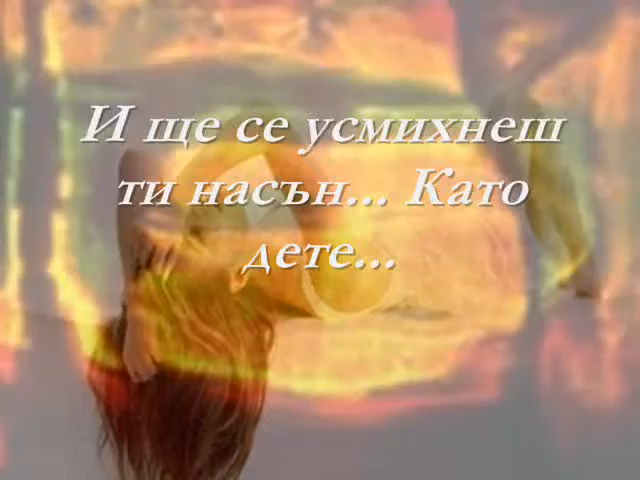 И ще се усмихнеш
ти насън... Като
дете...